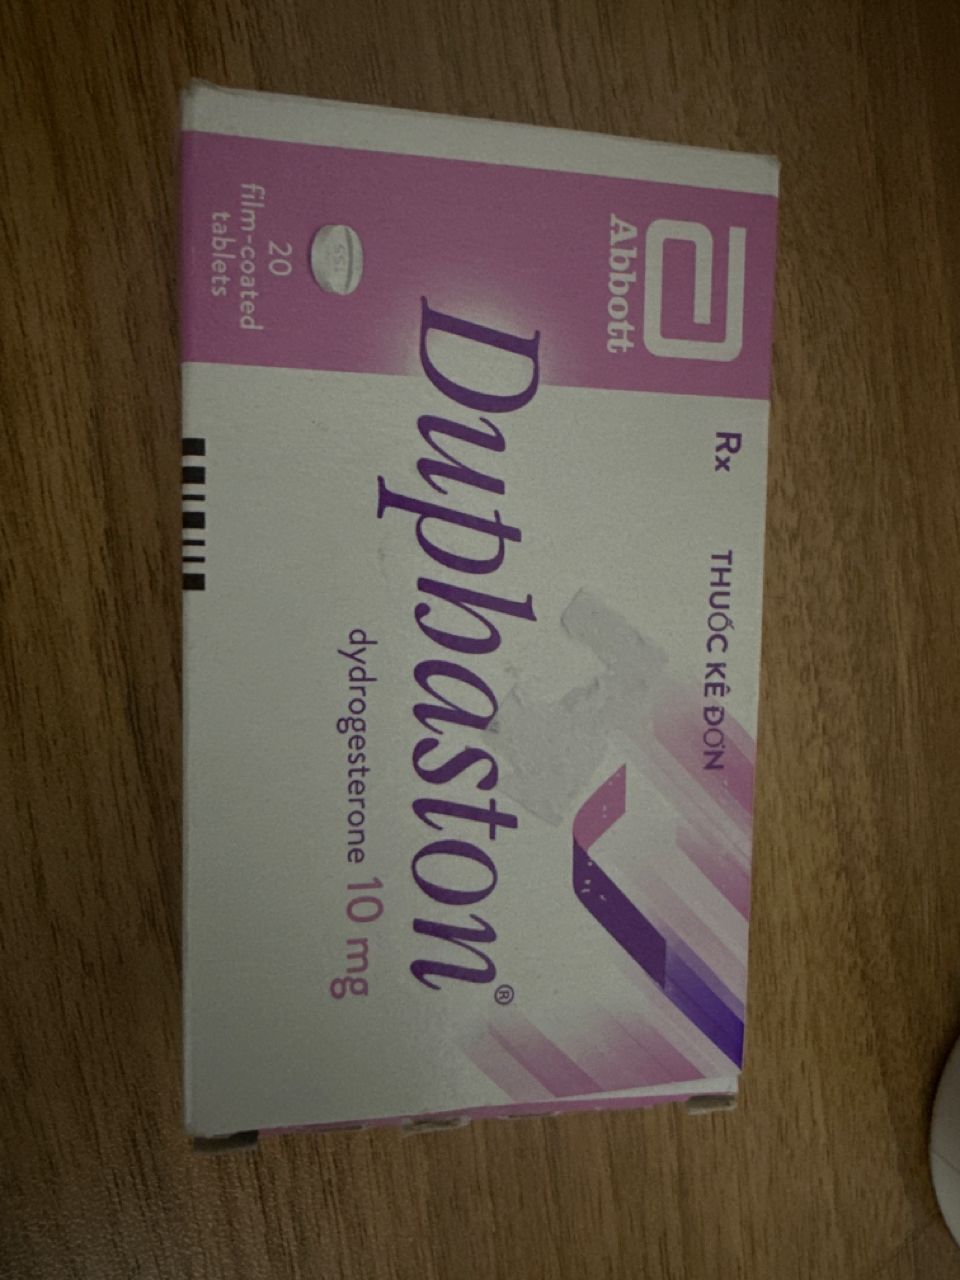 Abbott
Rx THUỐC KÊ ĐƠN
Duphaston®
dydrogesterone 10 mg
20
film-coated
tablets